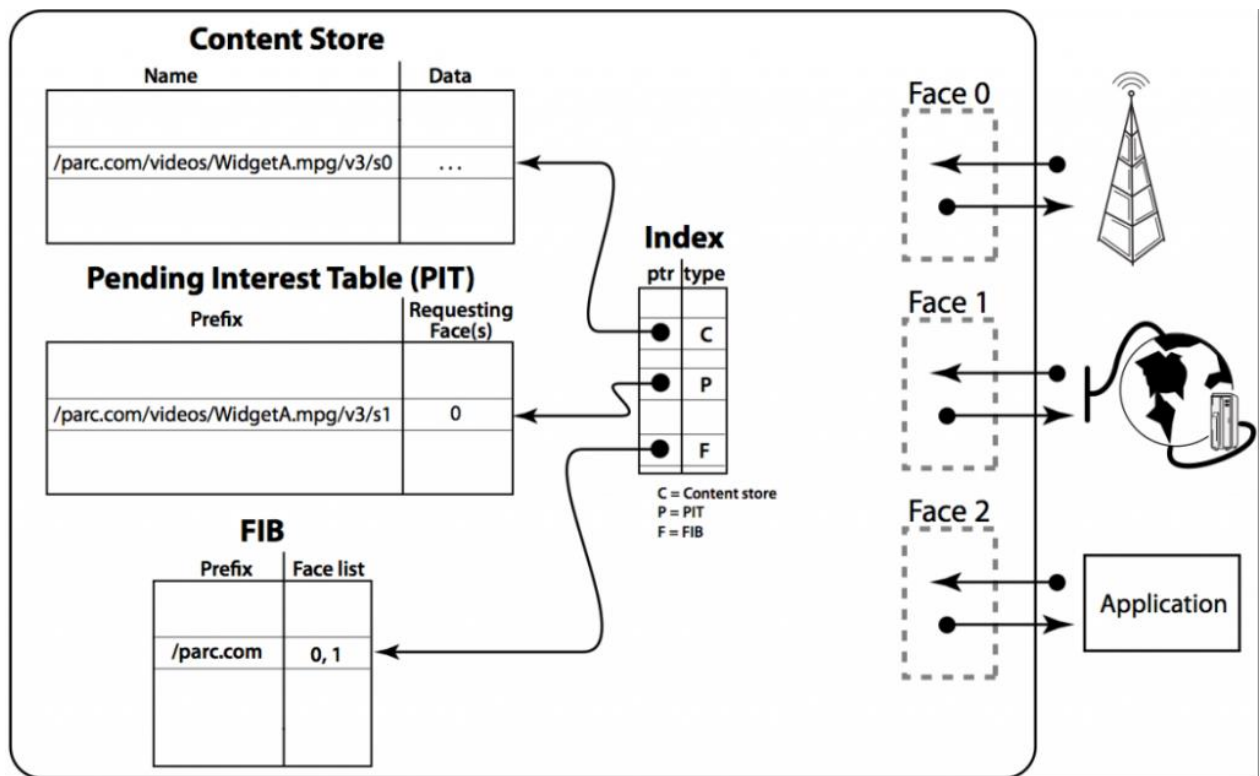 Content Store
Name Data
/parc.com/videos/WidgetA.mpg/v3/s0 ...
Pending Interest Table (PIT)
Prefix Requesting
Face(s)
/parc.com/videos/WidgetA.mpg/v3/s1 0
FIB
Prefix Face list
/parc.com 0, 1
Index
ptr type
C
P
F
C = Content store
P = PIT
F = FIB
Face 0
Face 1
Face 2
Application